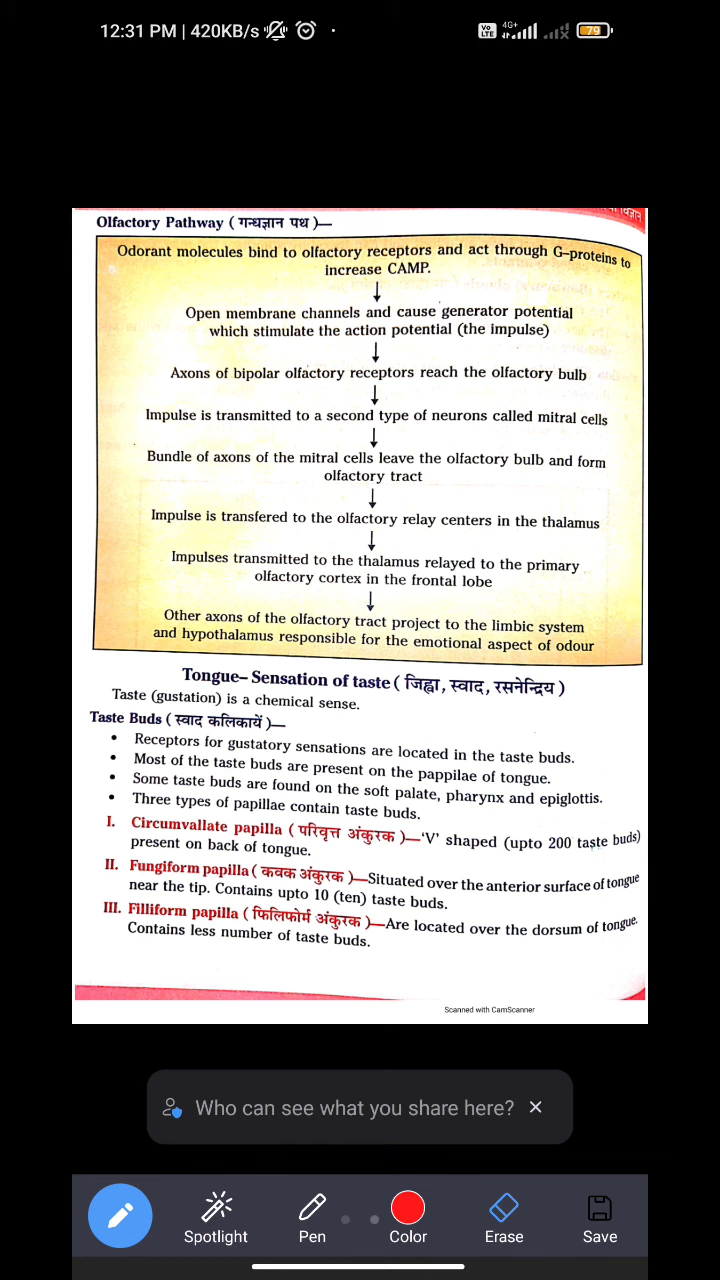 12:31 PM | 420KB/s
Vo LTE 4G+ 79
विज्ञान
Olfactory Pathway ( गन्धज्ञान पथ )—
Odorant molecules bind to olfactory receptors and act through G-proteins to
increase CAMP.
Open membrane channels and cause generator potential
which stimulate the action potential (the impulse)
Axons of bipolar olfactory receptors reach the olfactory bulb
Impulse is transmitted to a second type of neurons called mitral cells
Bundle of axons of the mitral cells leave the olfactory bulb and form
olfactory tract
Impulse is transfered to the olfactory relay centers in the thalamus
Impulses transmitted to the thalamus relayed to the primary
olfactory cortex in the frontal lobe
Other axons of the olfactory tract project to the limbic system
and hypothalamus responsible for the emotional aspect of odour
Tongue– Sensation of taste ( जिह्वा, स्वाद, रसनेन्द्रिय )
Taste (gustation) is a chemical sense.
Taste Buds ( स्वाद कलिकायें )—
• Receptors for gustatory sensations are located in the taste buds.
• Most of the taste buds are present on the pappilae of tongue.
• Some taste buds are found on the soft palate, pharynx and epiglottis.
• Three types of papillae contain taste buds.
I. Circumvallate papilla ( परिवृत्त अंकुरक )—‘V’ shaped (upto 200 taste buds)
present on back of tongue.
II. Fungiform papilla ( कवक अंकुरक )—Situated over the anterior surface of tongue
near the tip. Contains upto 10 (ten) taste buds.
III. Filliform papilla ( फिलिफोर्म अंकुरक )—Are located over the dorsum of tongue.
Contains less number of taste buds.
Scanned with CamScanner
Who can see what you share here? ×
Spotlight Pen Color Erase Save